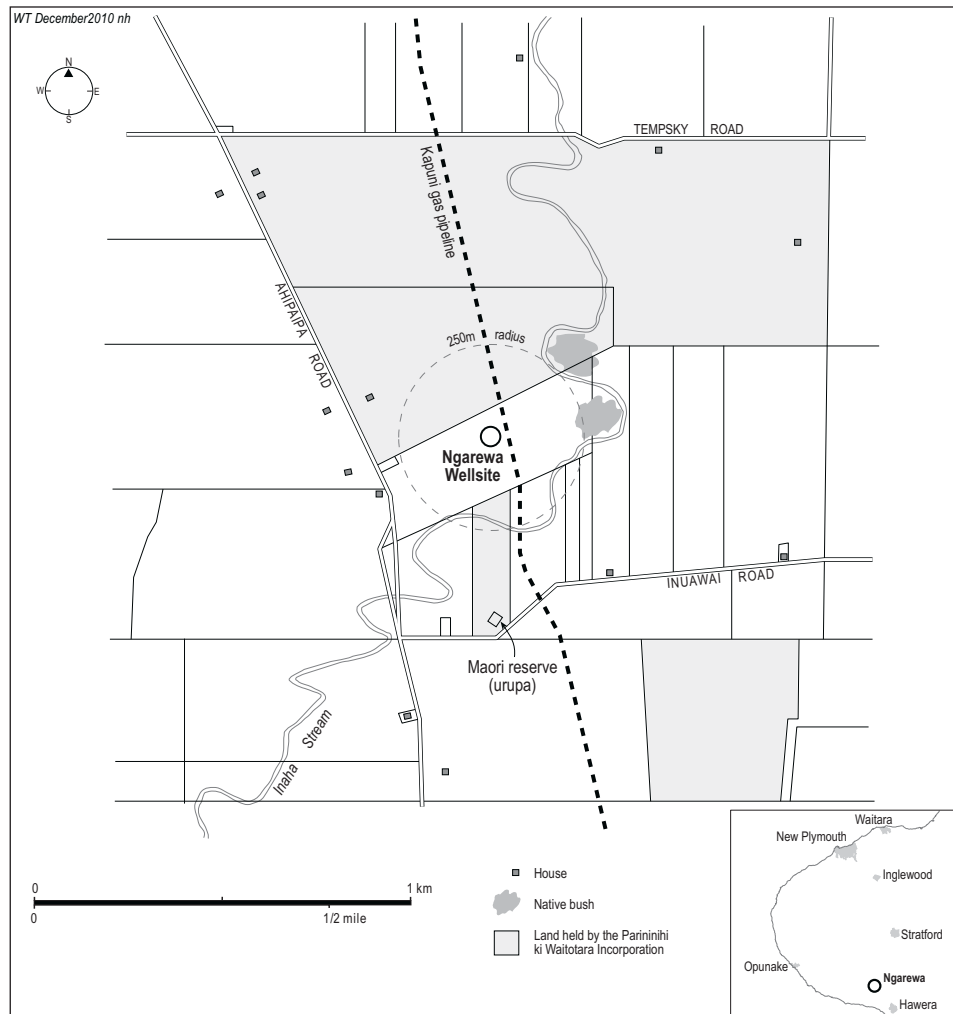 WT December2010 nh
N
W
E
S
TEMPSKY ROAD
Kapuni gas pipeline
AHIPAIPA ROAD
250m radius
Ngarewa
Wellsite
INUAWAI ROAD
Maori reserve
(urupa)
Inaha Stream
0
1 km
0
1/2 mile
House
Native bush
Land held by the Parininihi
ki Waitotara Incorporation
Waitara
New Plymouth
Inglewood
Stratford
Opunake
Ngarewa
Hawera